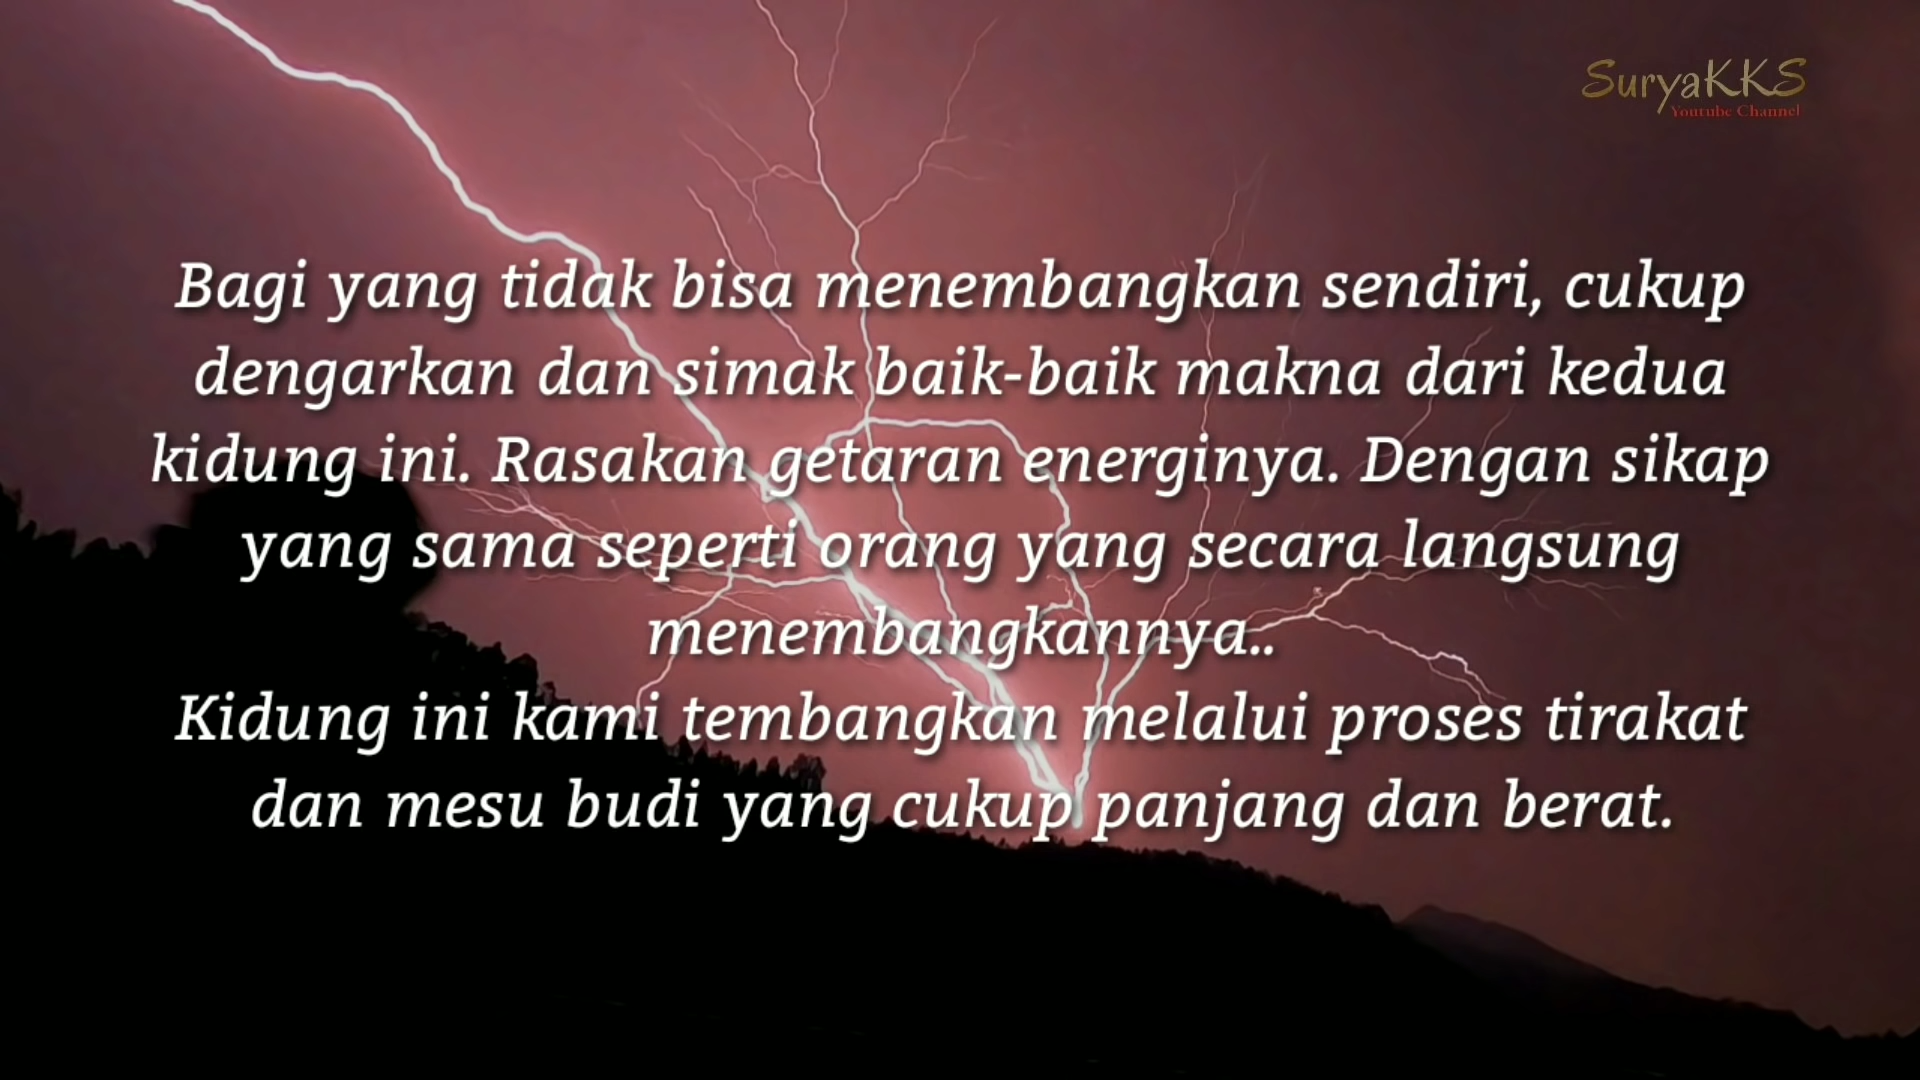 SuryaKKS
Youtube Channel
Bagi yang tidak bisa menembangkan sendiri, cukup
dengarkan dan simak baik-baik makna dari kedua
kidung ini. Rasakan getaran energinya. Dengan sikap
yang sama seperti orang yang secara langsung
menembangkannya..
Kidung ini kami tembangkan melalui proses tirakat
dan mesu budi yang cukup panjang dan berat.